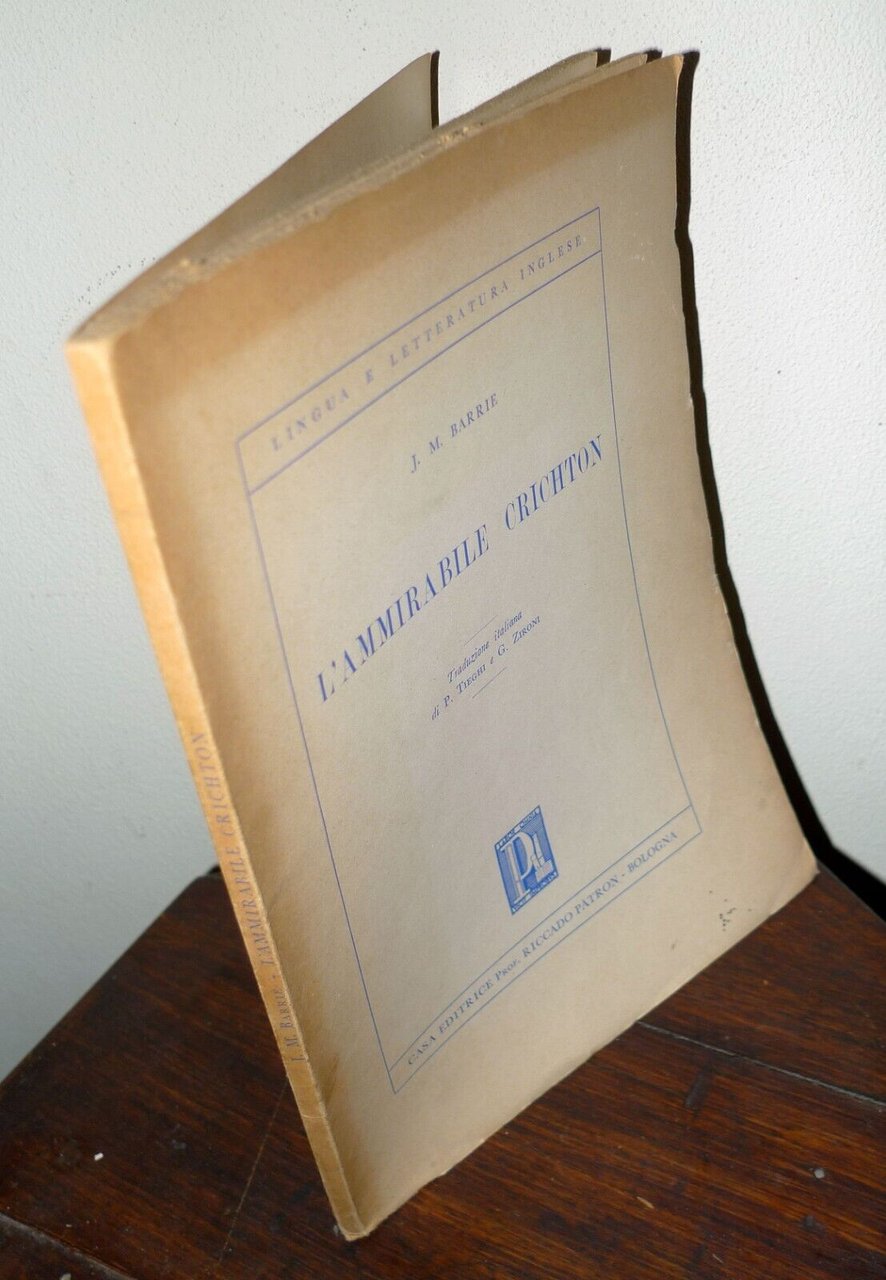 LINGUA E LETTERATURA INGLESE
J. M. BARRIE
L'AMMIRABILE CRICHTON
Traduzione italiana
di P. TIEGHI e G. ZIRONI
CASA EDITRICE PROF. RICCADO PATRON - BOLOGNA
J. M. BARRIE - L'AMMIRABILE CRICHTON